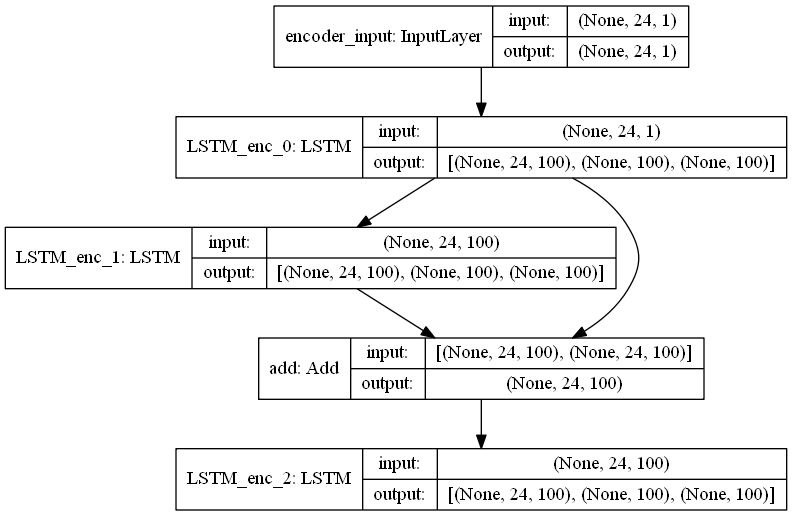 encoder_input: InputLayer
input: (None, 24, 1)
output: (None, 24, 1)
LSTM_enc_0: LSTM
input: (None, 24, 1)
output: [(None, 24, 100), (None, 100), (None, 100)]
LSTM_enc_1: LSTM
input: (None, 24, 100)
output: [(None, 24, 100), (None, 100), (None, 100)]
add: Add
input: [(None, 24, 100), (None, 24, 100)]
output: (None, 24, 100)
LSTM_enc_2: LSTM
input: (None, 24, 100)
output: [(None, 24, 100), (None, 100), (None, 100)]